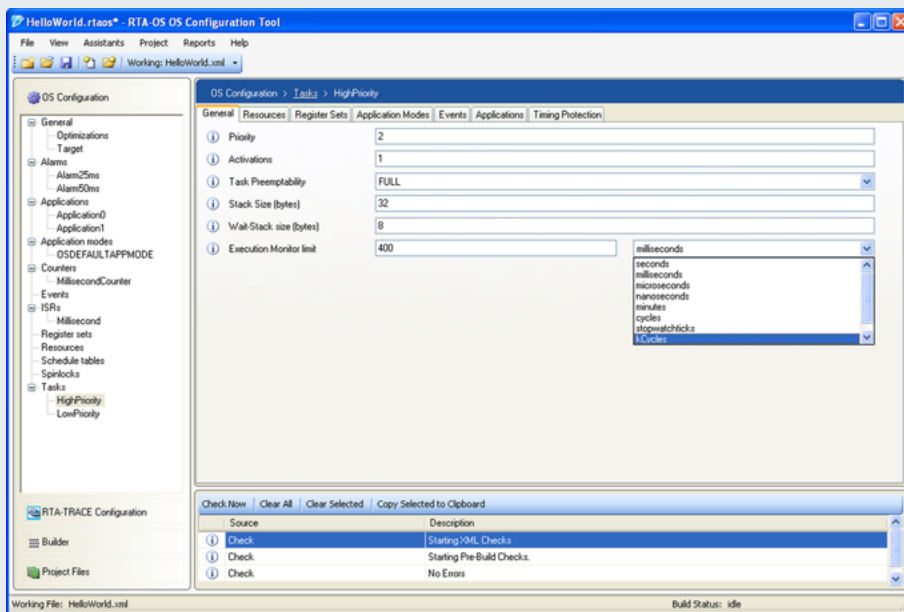 HelloWorld.rtaos* - RTA-OS OS Configuration Tool
File View Assistants Project Reports Help
Working: HelloWorld.xml
OS Configuration
General
Optimizations
Target
Alarms
Alarm25ms
Alarm50ms
Applications
Application0
Application1
Application modes
OSDEFAULTAPPMODE
Counters
MillisecondCounter
Events
ISRs
Millisecond
Register sets
Resources
Schedule tables
Spinlocks
Tasks
HighPriority
LowPriority
RTA-TRACE Configuration
Builder
Project Files
OS Configuration > Tasks > HighPriority
General Resources Register Sets Application Modes Events Applications Timing Protection
Priority 2
Activations 1
Task Preemptability FULL
Stack Size (bytes) 32
Wait-Stack size (bytes) 8
Execution Monitor limit 400 milliseconds
seconds
milliseconds
microseconds
nanoseconds
minutes
cycles
stopwatchticks
kCycles
Check Now Clear All Clear Selected Copy Selected to Clipboard
Source Description
Check Starting XML Checks
Check Starting Pre-Build Checks.
Check No Errors
Working File: HelloWorld.xml Build Status: idle